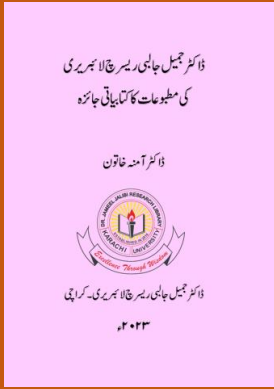 ڈاکٹر جمیل جالبی ریسرچ لائبریری
کی مطبوعات کا کتابیاتی جائزہ
ڈاکٹر آمنہ خاتون
DR. JAMEEL JALIBI RESEARCH LIBRARY
KARACHI UNIVERSITY
Excellence Through Wisdom
ڈاکٹر جمیل جالبی ریسرچ لائبریری۔ کراچی
۲۰۲۳ء